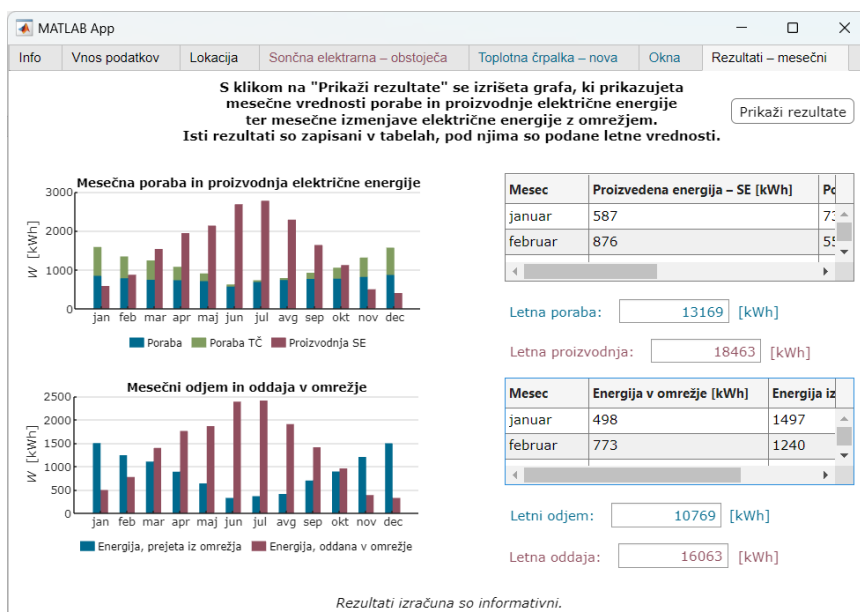 MATLAB App
Info Vnos podatkov Lokacija Sončna elektrarna – obstoječa Toplotna črpalka – nova Okna Rezultati – mesečni
S klikom na "Prikaži rezultate" se izrišeta grafa, ki prikazujeta
mesečne vrednosti porabe in proizvodnje električne energije
ter mesečne izmenjave električne energije z omrežjem.
Isti rezultati so zapisani v tabelah, pod njima so podane letne vrednosti.
Prikaži rezultate
Mesečna poraba in proizvodnja električne energije
W [kWh]
3000
2000
1000
0
jan feb mar apr maj jun jul avg sep okt nov dec
Poraba Poraba TČ Proizvodnja SE
Mesec Proizvedena energija – SE [kWh] Po
januar 587 73
februar 876 55
Letna poraba: 13169 [kWh]
Letna proizvodnja: 18463 [kWh]
Mesečni odjem in oddaja v omrežje
W [kWh]
2500
2000
1500
1000
500
0
jan feb mar apr maj jun jul avg sep okt nov dec
Energija, prejeta iz omrežja Energija, oddana v omrežje
Mesec Energija v omrežje [kWh] Energija iz
januar 498 1497
februar 773 1240
Letni odjem: 10769 [kWh]
Letna oddaja: 16063 [kWh]
Rezultati izračuna so informativni.